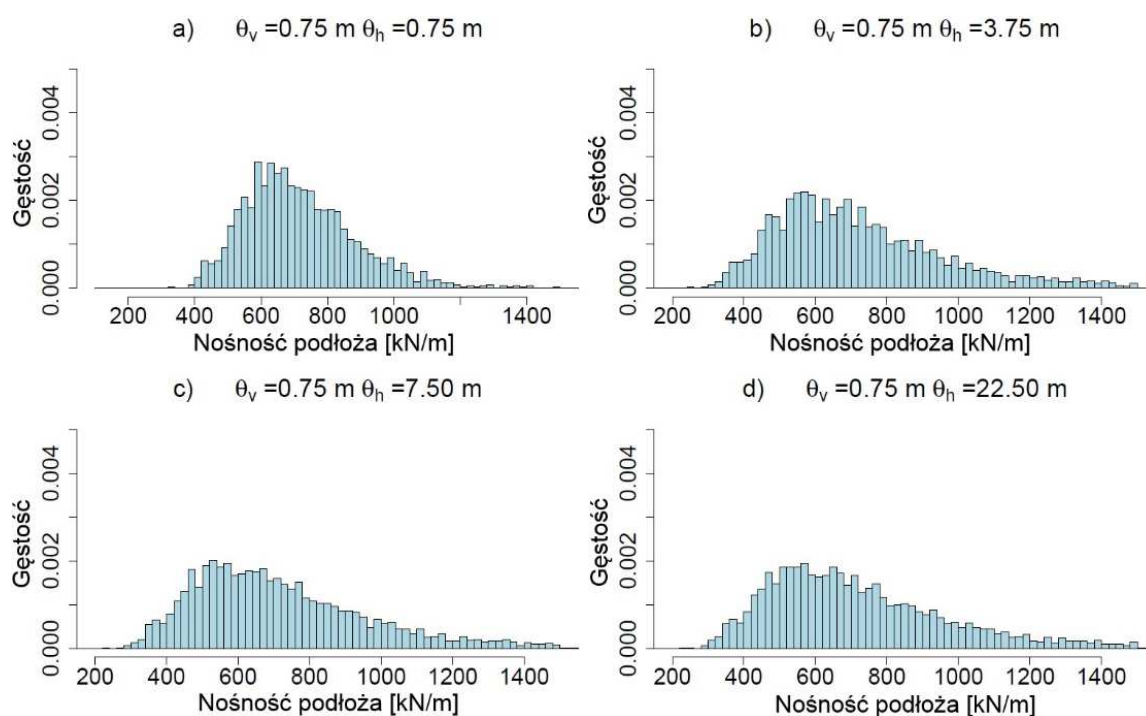 a) θv =0.75 m θh =0.75 m
Gęstość
0.000 0.002 0.004
200 400 600 800 1000 1400
Nośność podłoża [kN/m]
b) θv =0.75 m θh =3.75 m
Gęstość
0.000 0.002 0.004
200 400 600 800 1000 1200 1400
Nośność podłoża [kN/m]
c) θv =0.75 m θh =7.50 m
Gęstość
0.000 0.002 0.004
200 400 600 800 1000 1200 1400
Nośność podłoża [kN/m]
d) θv =0.75 m θh =22.50 m
Gęstość
0.000 0.002 0.004
200 400 600 800 1000 1200 1400
Nośność podłoża [kN/m]